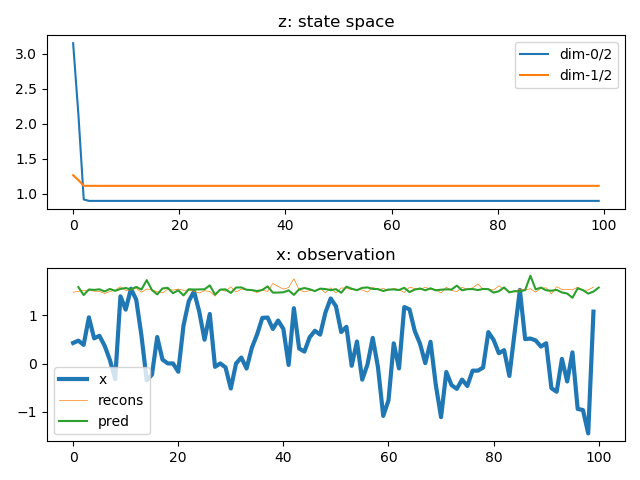 z: state space
3.0
2.5
2.0
1.5
1.0
dim-0/2
dim-1/2
0 20 40 60 80 100
x: observation
1
0
−1
x
recons
pred
0 20 40 60 80 100